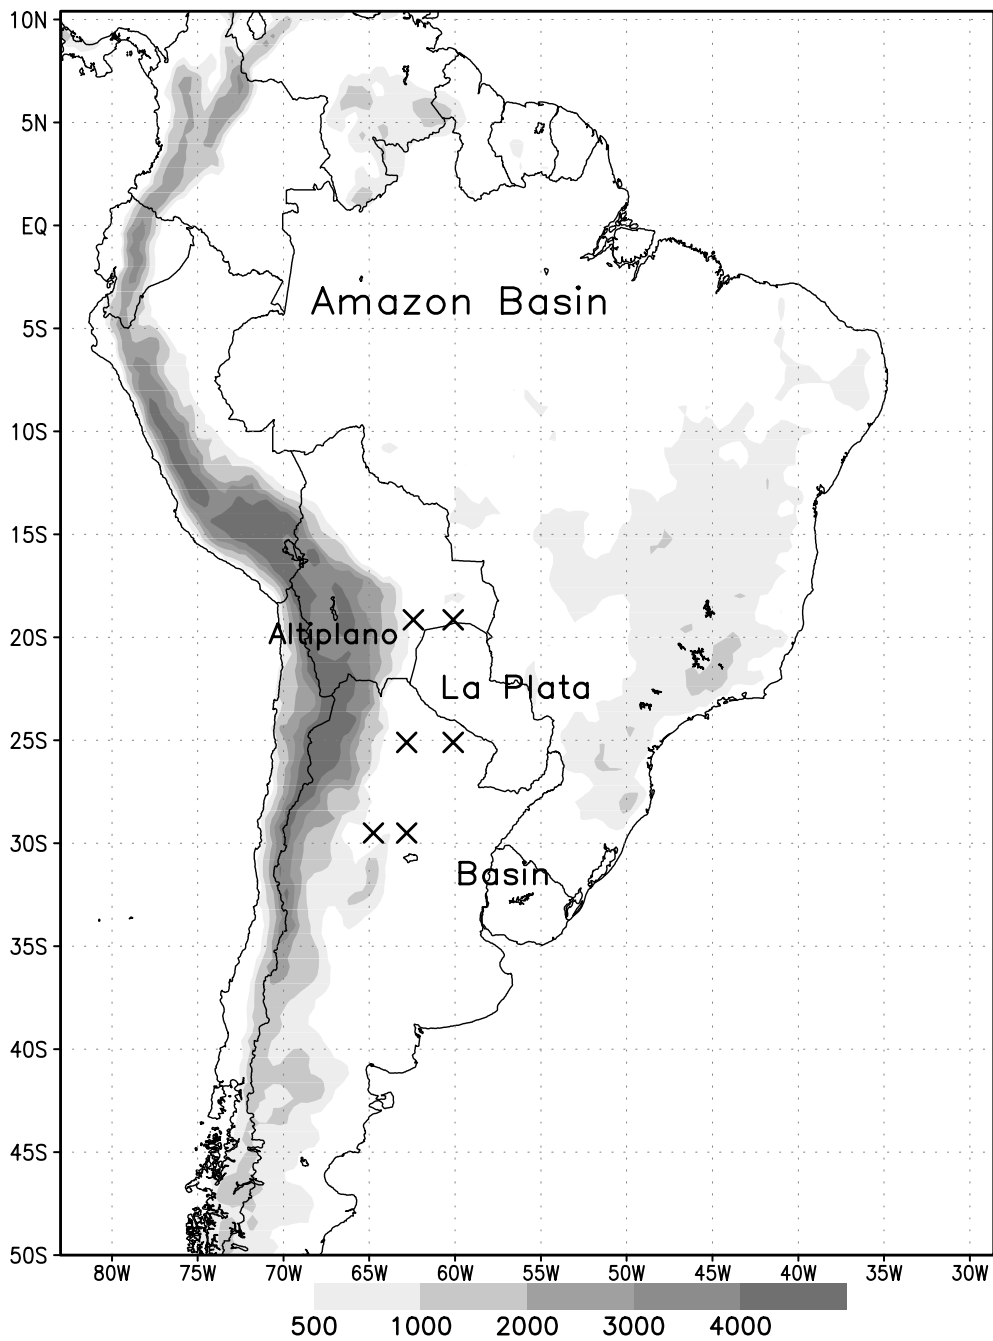 10N
5N
EQ
Amazon Basin
5S
10S
15S
Altiplano
20S
La Plata
25S
30S
Basin
35S
40S
45S
50S
80W 75W 70W 65W 60W 55W 50W 45W 40W 35W 30W
500 1000 2000 3000 4000